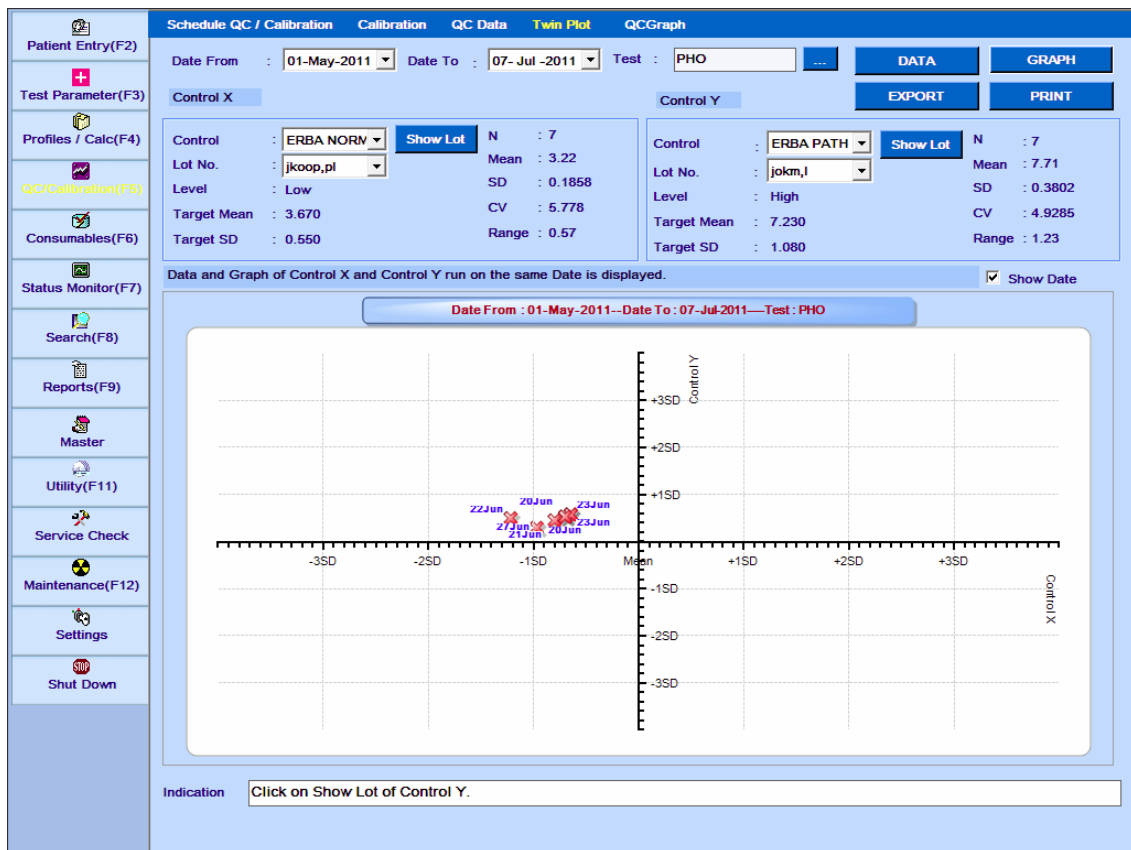 Schedule QC / Calibration Calibration QC Data Twin Plot QCGraph
Patient Entry(F2)
Test Parameter(F3)
Profiles / Calc(F4)
QC/Calibration(F5)
Consumables(F6)
Status Monitor(F7)
Search(F8)
Reports(F9)
Master
Utility(F11)
Service Check
Maintenance(F12)
Settings
STOP
Shut Down
Date From : 01-May-2011 Date To : 07- Jul -2011 Test : PHO ... DATA GRAPH
Control X Control Y EXPORT PRINT
Control : ERBA NORM Show Lot
Lot No. : jkoop,pl
Level : Low
Target Mean : 3.670
Target SD : 0.550
N : 7
Mean : 3.22
SD : 0.1858
CV : 5.778
Range : 0.57
Control : ERBA PATH Show Lot
Lot No. : jokm,l
Level : High
Target Mean : 7.230
Target SD : 1.080
N : 7
Mean : 7.71
SD : 0.3802
CV : 4.9285
Range : 1.23
Data and Graph of Control X and Control Y run on the same Date is displayed. Show Date
Date From : 01-May-2011--Date To : 07-Jul-2011----Test : PHO
Control Y
+3SD
+2SD
+1SD
20Jun
22Jun 23Jun
27Jun 23Jun
21Jun 20Jun
-3SD -2SD -1SD Mean +1SD +2SD +3SD
-1SD
Control X
-2SD
-3SD
Indication Click on Show Lot of Control Y.